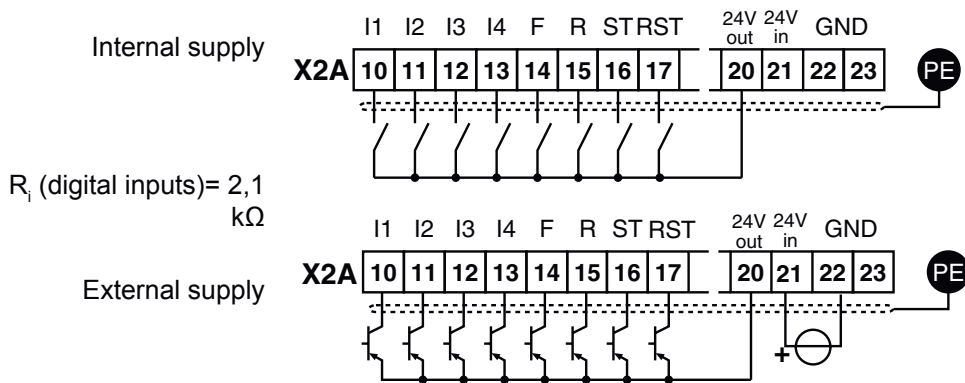 I1 I2 I3 I4 F R ST RST 24V out 24V in GND
Internal supply
X2A 10 11 12 13 14 15 16 17 20 21 22 23 PE
Ri (digital inputs)= 2,1
kΩ
I1 I2 I3 I4 F R ST RST 24V out 24V in GND
X2A 10 11 12 13 14 15 16 17 20 21 22 23 PE
External supply
+